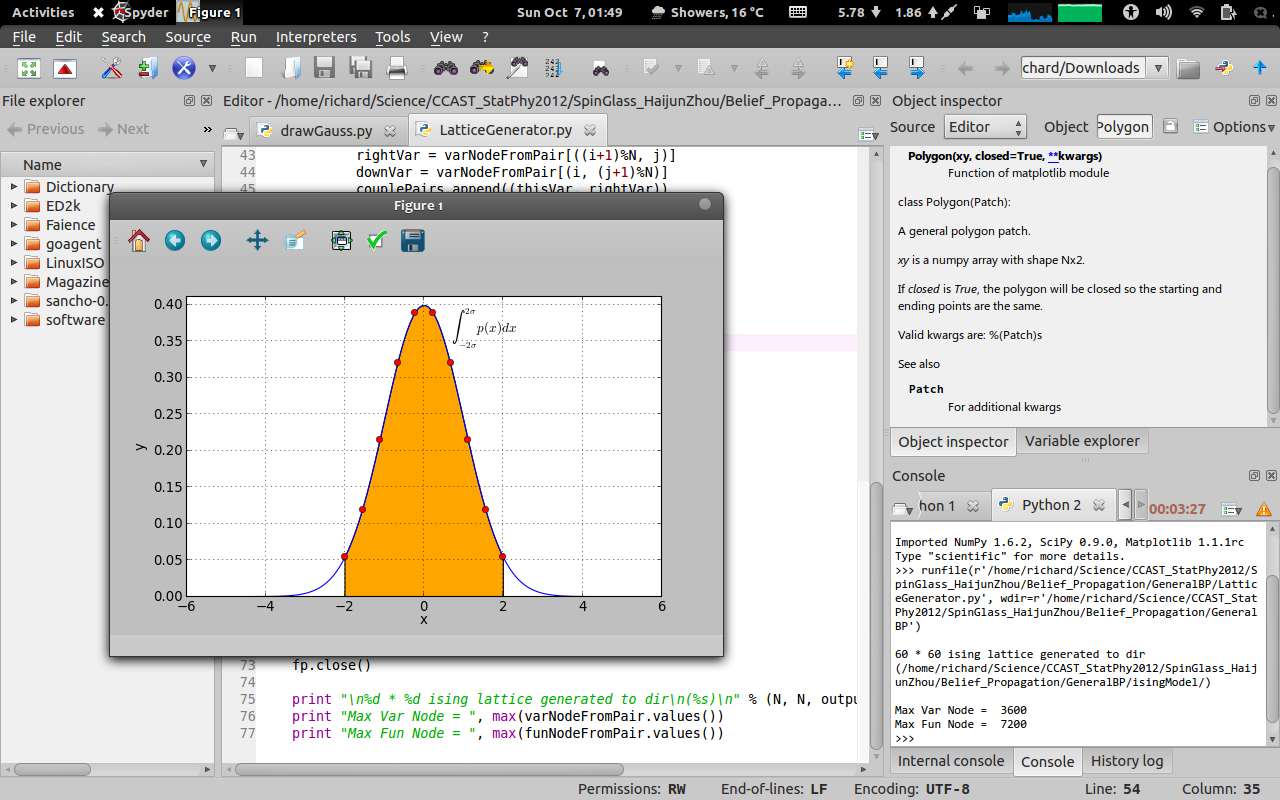 Activities Spyder Figure 1 Sun Oct 7, 01:49 Showers, 16 °C 5.78 1.86
File Edit Search Source Run Interpreters Tools View ?
chard/Downloads
File explorer
Previous Next »
Name
Dictionary
ED2k
Faience
goagent
LinuxISO
Magazine
sancho-0.
software
Editor - /home/richard/Science/CCAST_StatPhy2012/SpinGlass_HaijunZhou/Belief_Propaga...
drawGauss.py LatticeGenerator.py
43 rightVar = varNodeFromPair[((i+1)%N, j)]
44 downVar = varNodeFromPair[(i, (j+1)%N)]
45 couplePairs.append((thisVar, rightVar))
Figure 1
0.40
0.35
0.30
0.25
0.20
0.15
0.10
0.05
0.00
y
∫ 2σ −2σ p(x)dx
−6 −4 −2 0 2 4 6
x
73 fp.close()
74
75 print "\n%d * %d ising lattice generated to dir\n(%s)\n" % (N, N, outpu
76 print "Max Var Node = ", max(varNodeFromPair.values())
77 print "Max Fun Node = ", max(funNodeFromPair.values())
Object inspector
Source Editor Object Polygon Options
Polygon(xy, closed=True, **kwargs)
Function of matplotlib module
class Polygon(Patch):
A general polygon patch.
xy is a numpy array with shape Nx2.
If closed is True, the polygon will be closed so the starting and
ending points are the same.
Valid kwargs are: %(Patch)s
See also
Patch
For additional kwargs
Object inspector Variable explorer
Console
hon 1 Python 2 00:03:27
Imported NumPy 1.6.2, SciPy 0.9.0, Matplotlib 1.1.1rc
Type "scientific" for more details.
>>> runfile(r'/home/richard/Science/CCAST_StatPhy2012/S
pinGlass_HaijunZhou/Belief_Propagation/GeneralBP/Lattic
eGenerator.py', wdir=r'/home/richard/Science/CCAST_Stat
Phy2012/SpinGlass_HaijunZhou/Belief_Propagation/General
BP')
60 * 60 ising lattice generated to dir
(/home/richard/Science/CCAST_StatPhy2012/SpinGlass_Haij
unZhou/Belief_Propagation/GeneralBP/isingModel/)
Max Var Node = 3600
Max Fun Node = 7200
>>>
Internal console Console History log
Permissions: RW End-of-lines: LF Encoding: UTF-8 Line: 54 Column: 35